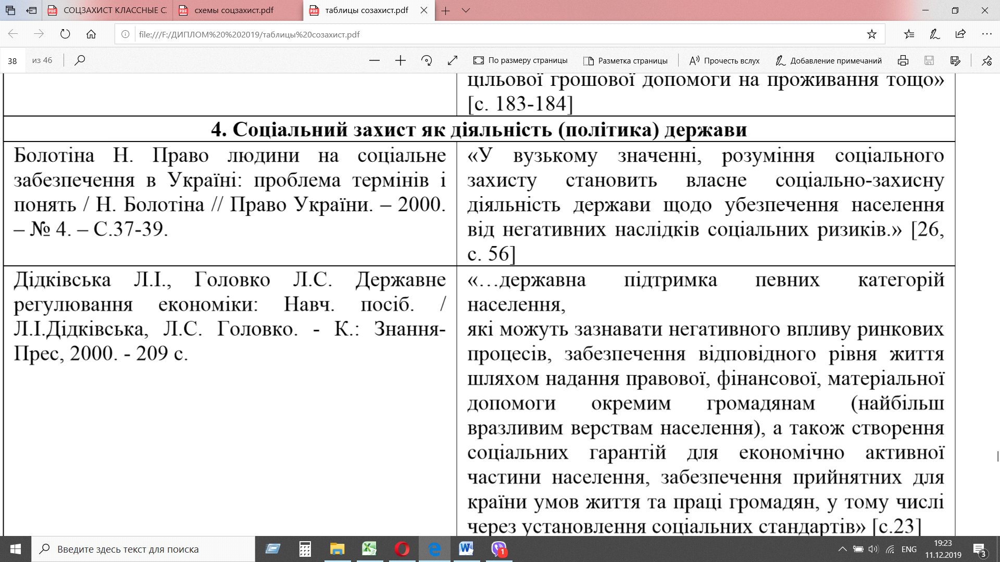 СОЦЗАХИСТ КЛАССНЫЕ С
схемы соцзахист.pdf
таблицы созахист.pdf
file:///F:/ДИПЛОМ%20%202019/таблицы%20созахист.pdf
38 из 46
По размеру страницы
Разметка страницы
Прочесть вслух
Добавление примечаний
цільової грошової допомоги на проживання тощо»
[с. 183-184]
4. Соціальний захист як діяльність (політика) держави
Болотіна Н. Право людини на соціальне
забезпечення в Україні: проблема термінів і
понять / Н. Болотіна // Право України. – 2000.
– № 4. – С.37-39.
«У вузькому значенні, розуміння соціального
захисту становить власне соціально-захисну
діяльність держави щодо убезпечення населення
від негативних наслідків соціальних ризиків.» [26,
с. 56]
Дідківська Л.І., Головко Л.С. Державне
регулювання економіки: Навч. посіб. /
Л.І.Дідківська, Л.С. Головко. - К.: Знання-
Прес, 2000. - 209 с.
«…державна підтримка певних категорій
населення,
які можуть зазнавати негативного впливу ринкових
процесів, забезпечення відповідного рівня життя
шляхом надання правової, фінансової, матеріальної
допомоги окремим громадянам (найбільш
вразливим верствам населення), а також створення
соціальних гарантій для економічно активної
частини населення, забезпечення прийнятних для
країни умов життя та праці громадян, у тому числі
через установлення соціальних стандартів» [с.23]
Введите здесь текст для поиска
1
ENG
19:23
11.12.2019
3